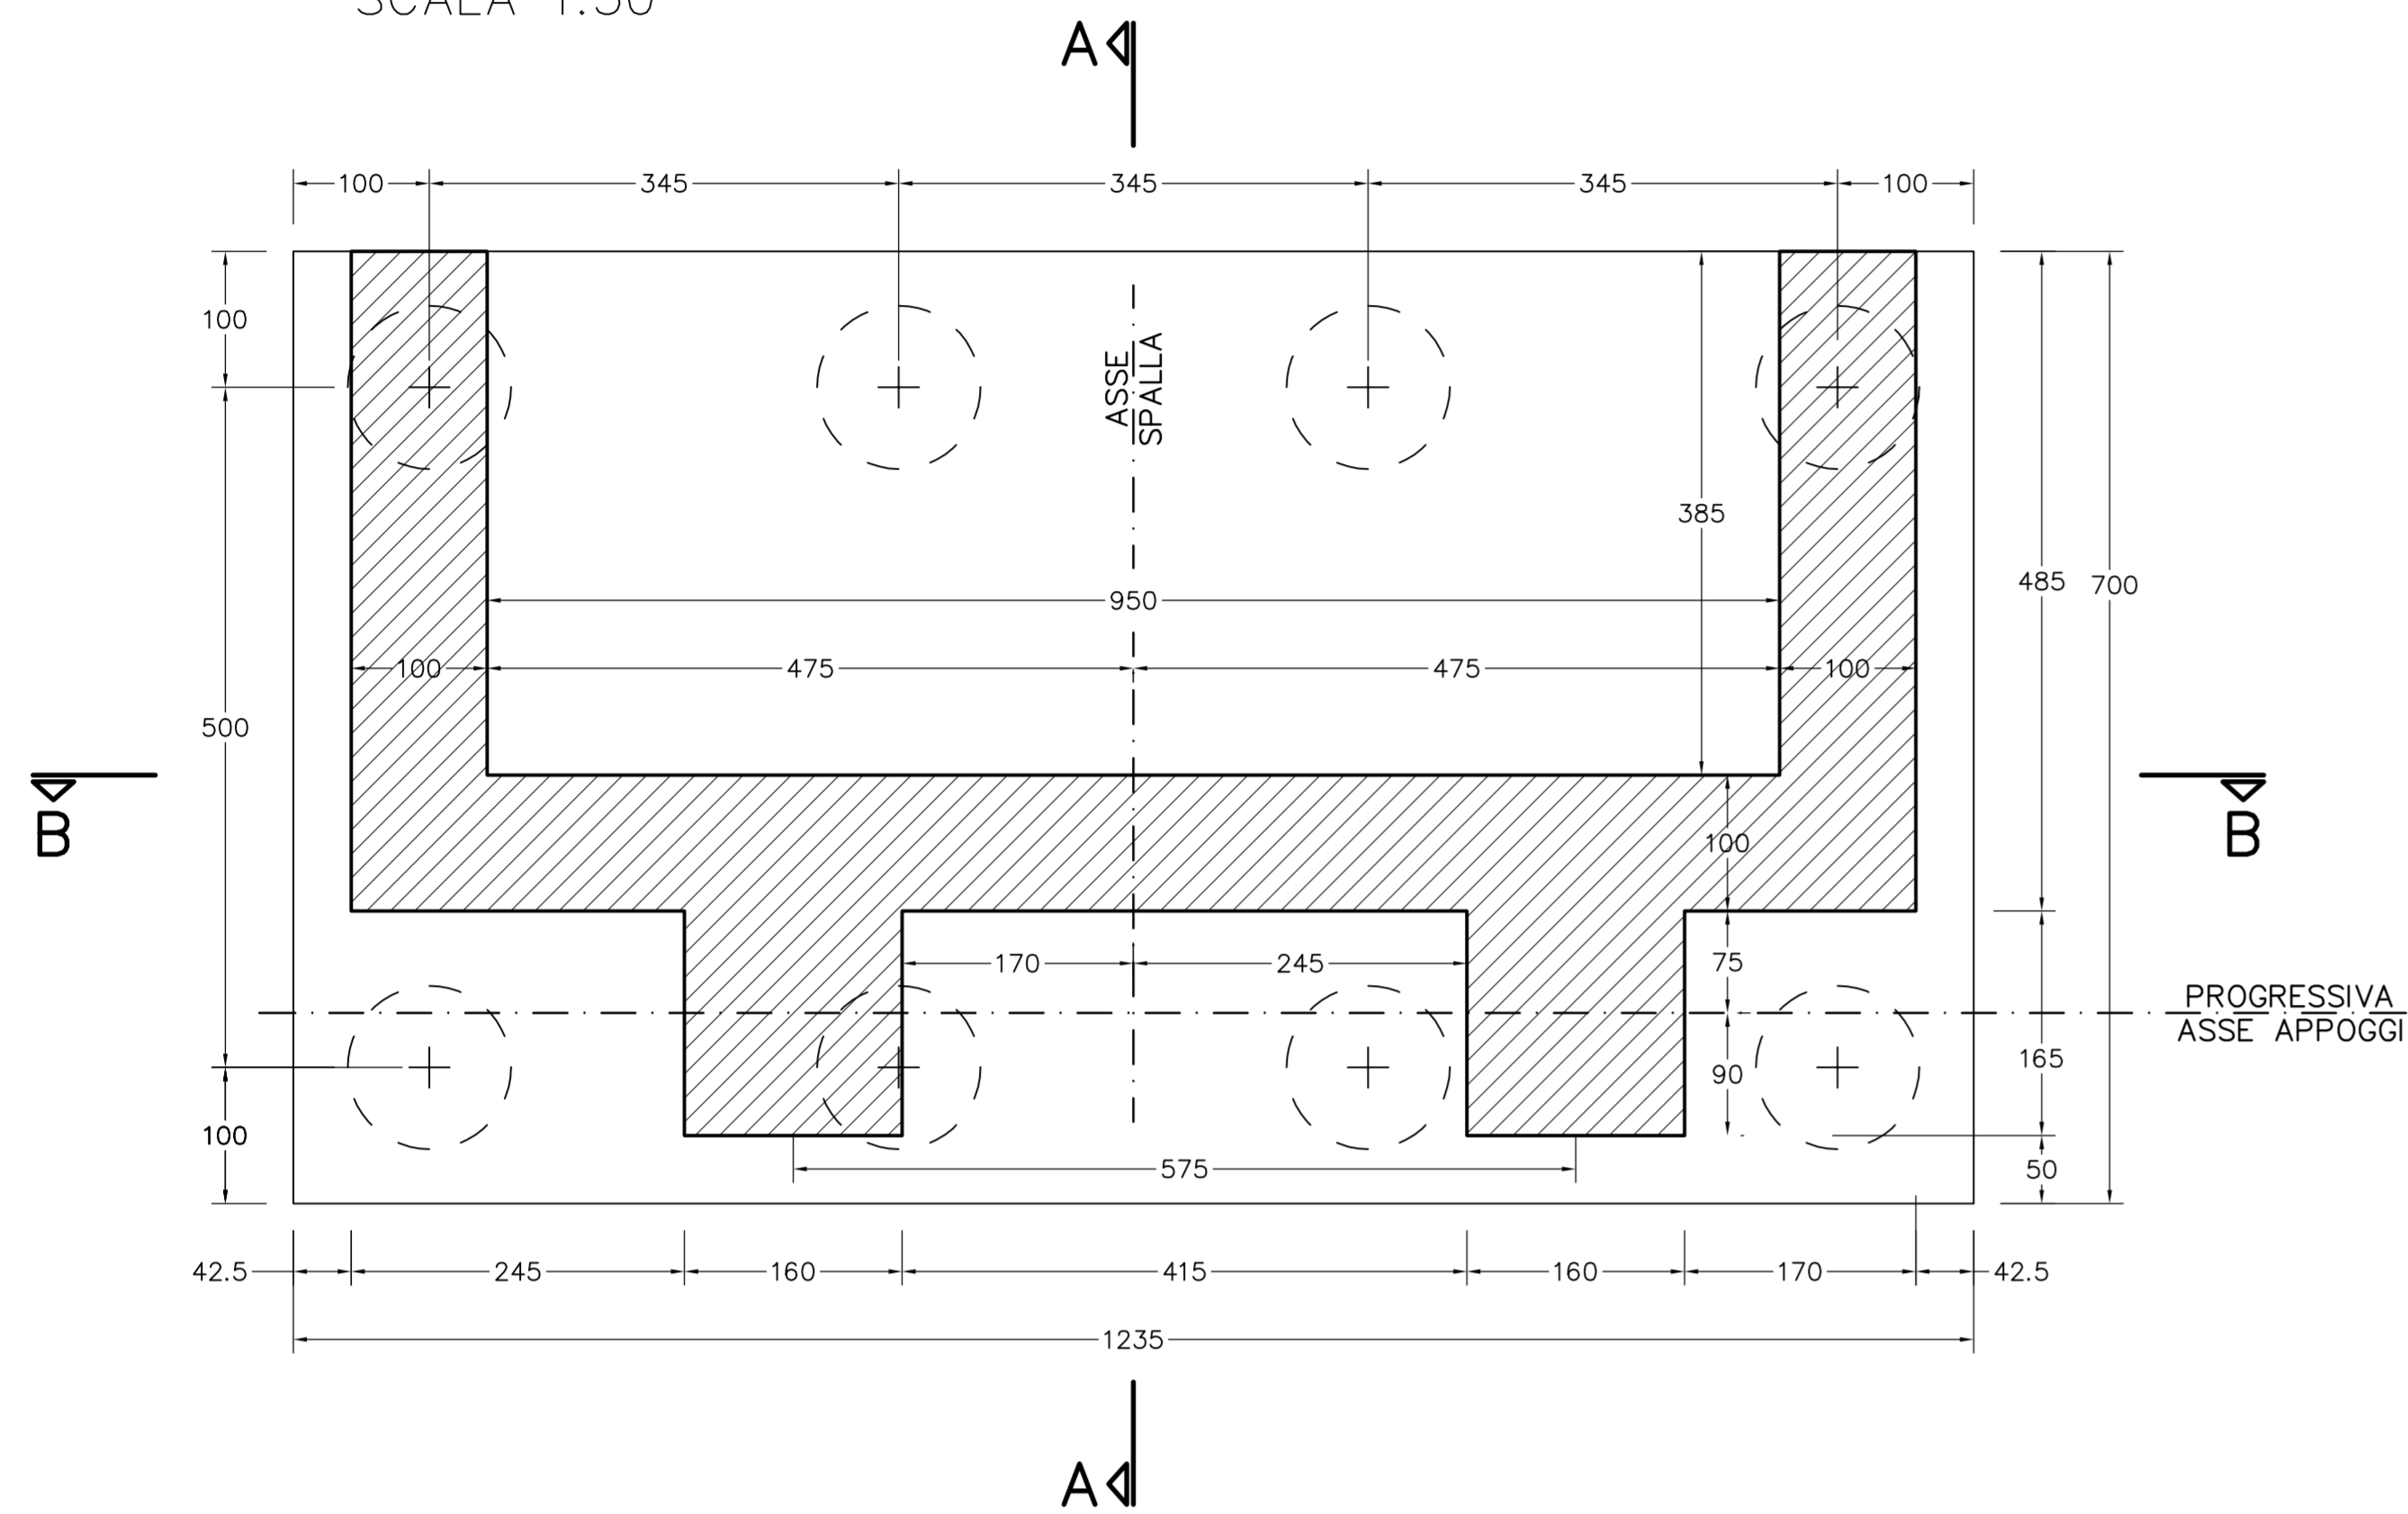 SCALA 1:50
A
100 345 345 345 100
100
ASSE
SPALLA
385
485 700
950
100 475 475 100
500
B B
100
170 245 75
PROGRESSIVA
ASSE APPOGGI
165
90
100
575 50
42.5 245 160 415 160 170 42.5
1235
A